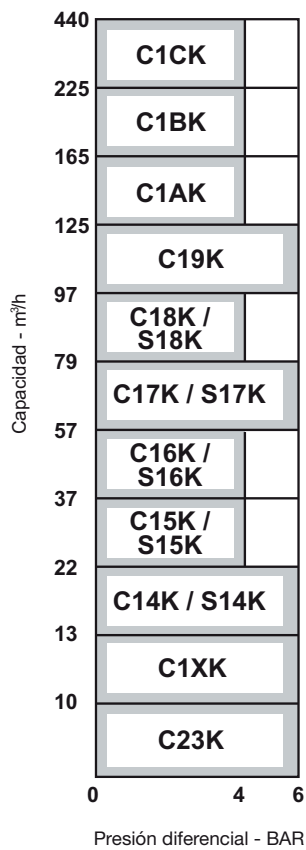 440
C1CK
225
C1BK
165
C1AK
125
C19K
97
C18K /
S18K
79
C17K / S17K
57
C16K /
S16K
37
C15K /
S15K
22
C14K / S14K
13
C1XK
10
C23K
0 4 6
Capacidad - m³/h
Presión diferencial - BAR